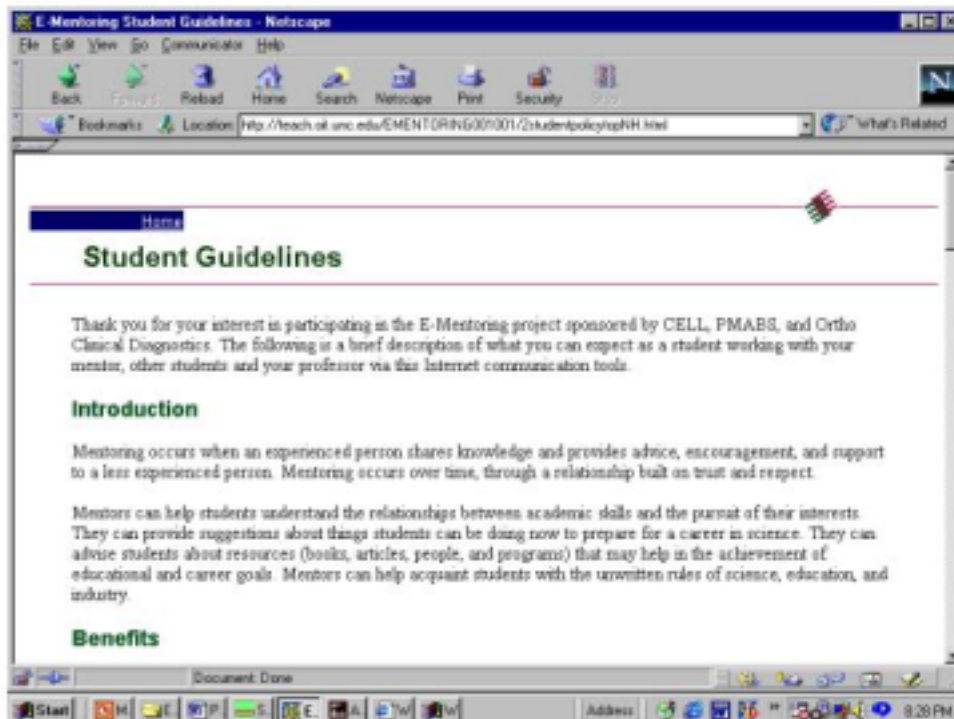 E-Mentoring Student Guidelines - Netscape
File Edit View Go Communicator Help
Back Forward Reload Home Search Netscape Print Security Stop
Bookmarks Location: What's Related
Home
Student Guidelines
Thank you for your interest in participating in the E-Mentoring project sponsored by CELL, PMABS, and Ortho
Clinical Diagnostics. The following is a brief description of what you can expect as a student working with your
mentor, other students and your professor via this Internet communication tools.
Introduction
Mentoring occurs when an experienced person shares knowledge and provides advice, encouragement, and support
to a less experienced person. Mentoring occurs over time, through a relationship built on trust and respect.
Mentors can help students understand the relationships between academic skills and the pursuit of their interests.
They can provide suggestions about things students can be doing now to prepare for a career in science. They can
advise students about resources (books, articles, people, and programs) that may help in the achievement of
educational and career goals. Mentors can help acquaint students with the unwritten rules of science, education, and
industry.
Benefits
Document: Done
Start M. E. P. S. E. A. W W Address 8:28 PM